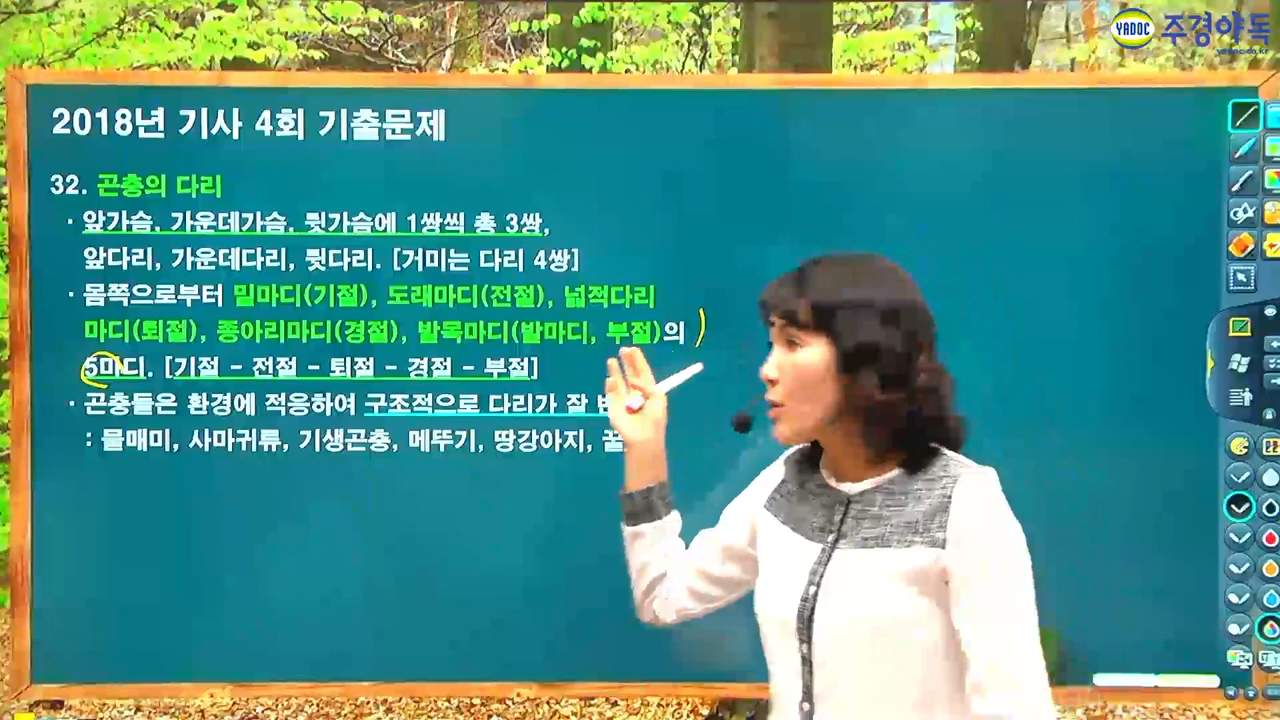 YADOC 주경야독
yadoc.co.kr
2018년 기사 4회 기출문제
32. 곤충의 다리
· 앞가슴, 가운데가슴, 뒷가슴에 1쌍씩 총 3쌍,
앞다리, 가운데다리, 뒷다리. [거미는 다리 4쌍]
· 몸쪽으로부터 밑마디(기절), 도래마디(전절), 넓적다리
마디(퇴절), 종아리마디(경절), 발목마디(발마디, 부절)의
5마디. [기절 - 전절 - 퇴절 - 경절 - 부절]
· 곤충들은 환경에 적응하여 구조적으로 다리가 잘
: 물매미, 사마귀류, 기생곤충, 메뚜기, 땅강아지,